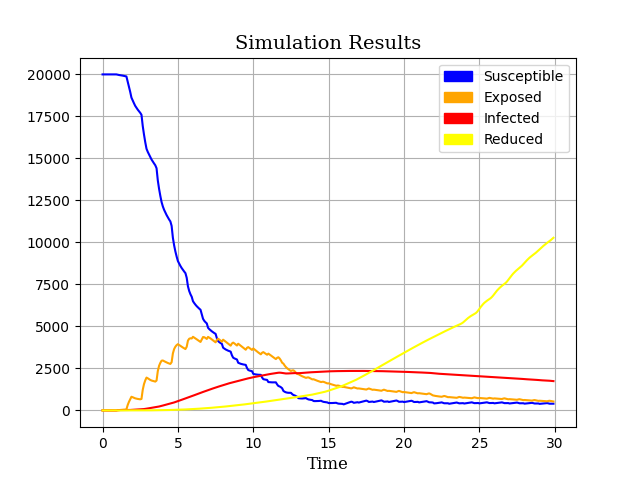 Simulation Results
20000
17500
15000
12500
10000
7500
5000
2500
0
Susceptible
Exposed
Infected
Reduced
0 5 10 15 20 25 30
Time